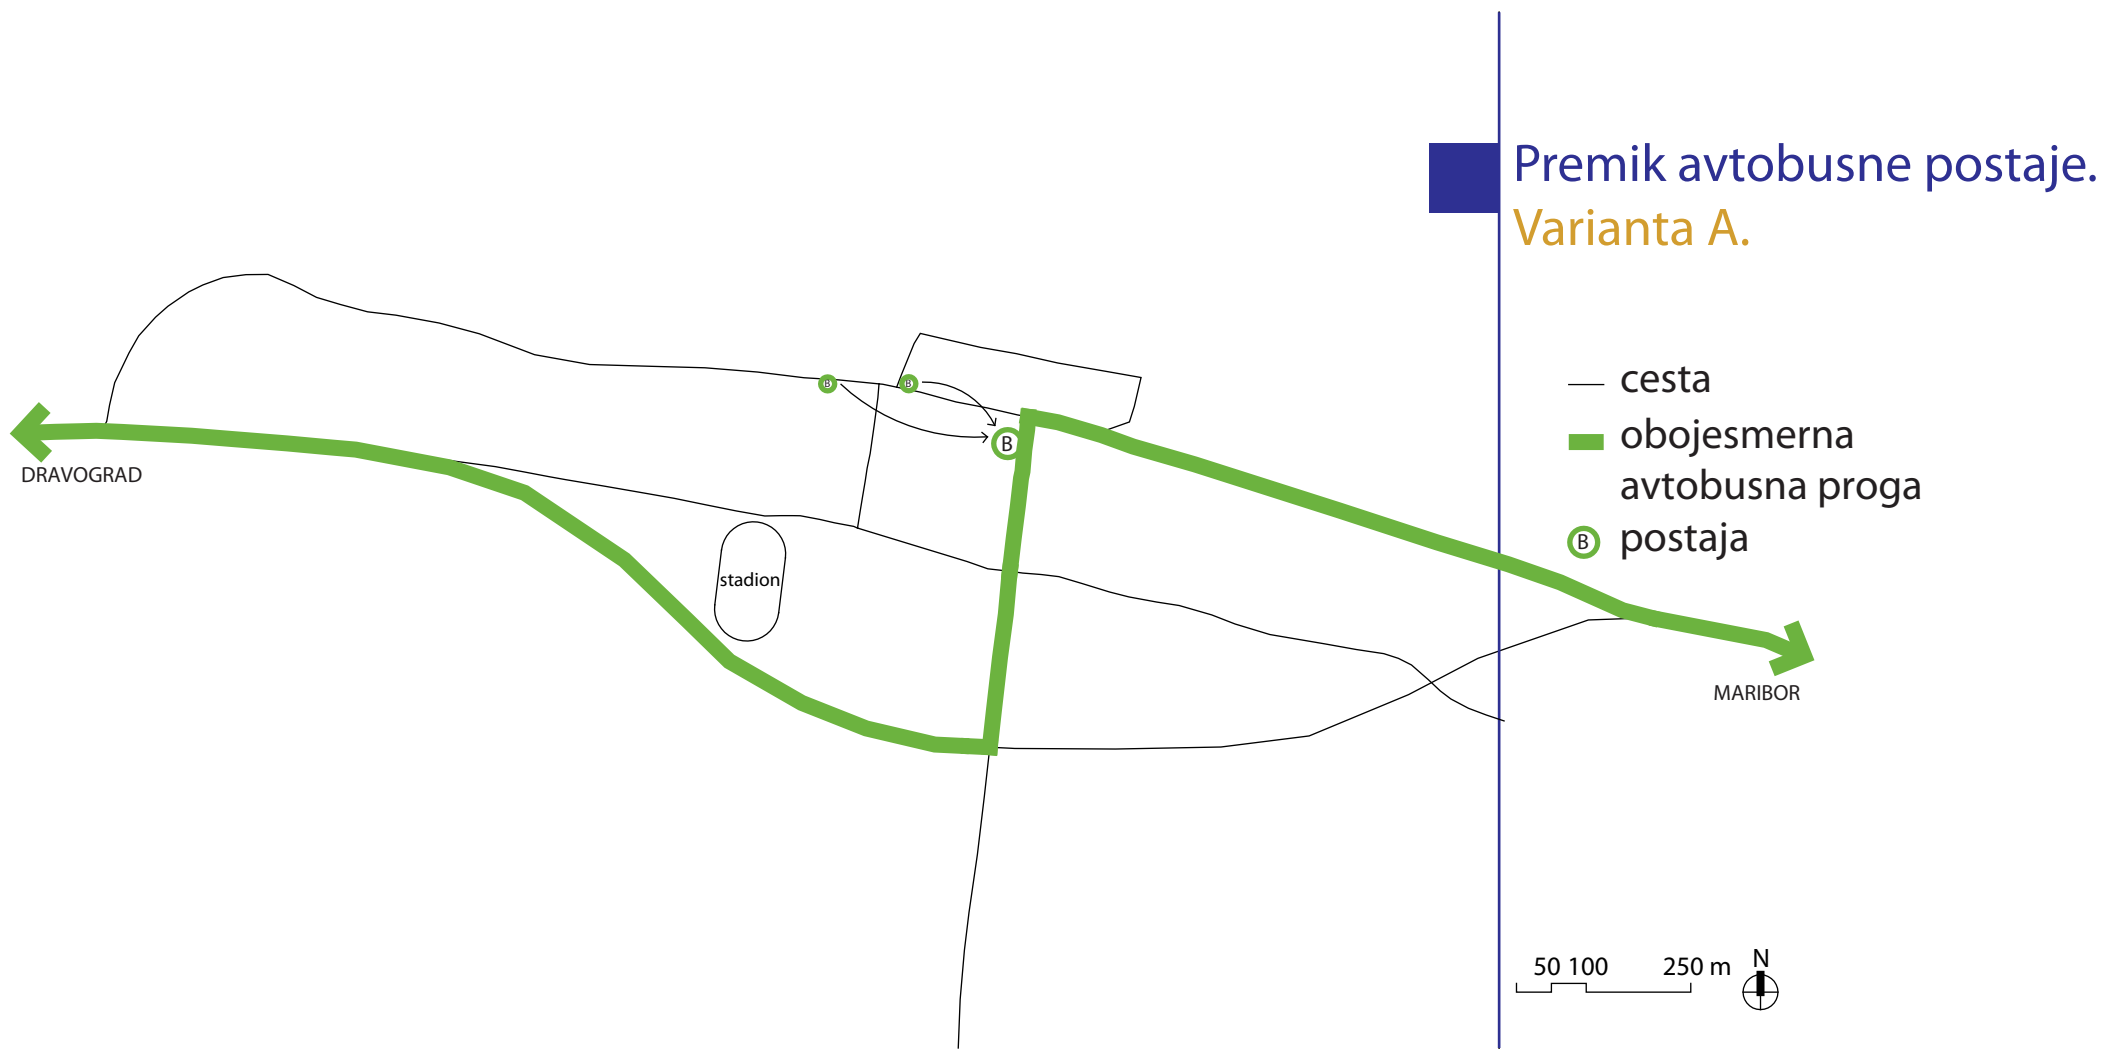 Premik avtobusne postaje.
Varianta A.
cesta
obojesmerna
avtobusna proga
B postaja
B
B
B
DRAVOGRAD
stadion
MARIBOR
50 100 250 m
N